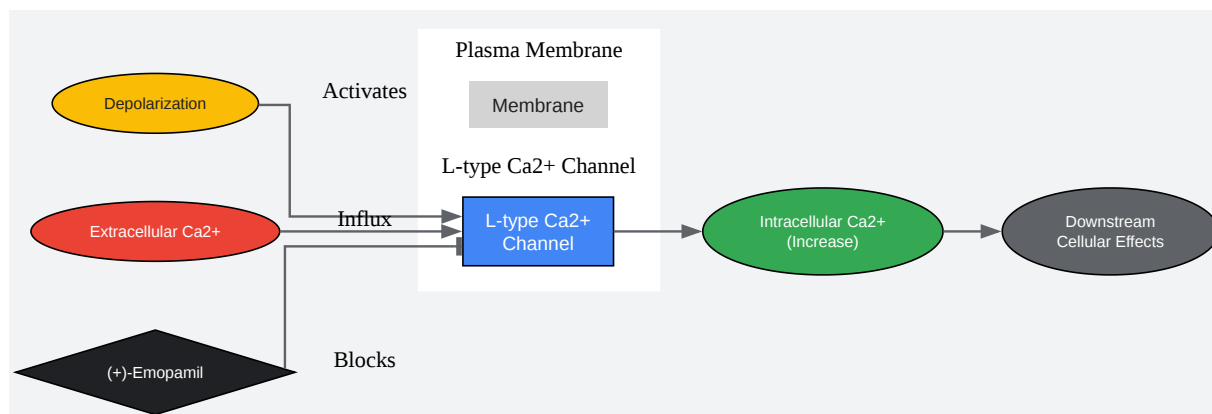 Plasma Membrane
Activates
Depolarization
Membrane
L-type Ca2+ Channel
Extracellular Ca2+
Influx
L-type Ca2+
Channel
Intracellular Ca2+
(Increase)
Downstream
Cellular Effects
(+)-Emopamil
Blocks